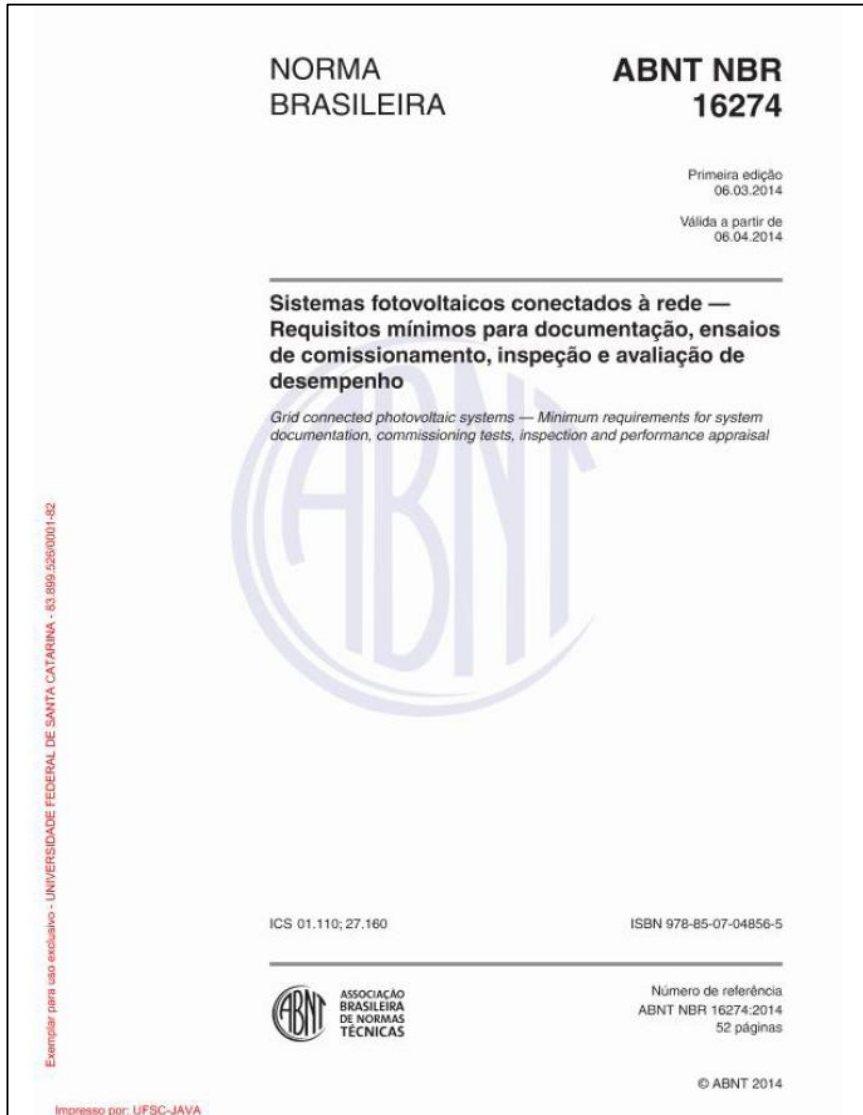 NORMA
BRASILEIRA
ABNT NBR
16274
Primeira edição
06.03.2014
Válida a partir de
06.04.2014
Sistemas fotovoltaicos conectados à rede —
Requisitos mínimos para documentação, ensaios
de comissionamento, inspeção e avaliação de
desempenho
Grid connected photovoltaic systems — Minimum requirements for system
documentation, commissioning tests, inspection and performance appraisal
ABNT
ICS 01.110; 27.160
ISBN 978-85-07-04856-5
ABNT
ASSOCIAÇÃO
BRASILEIRA
DE NORMAS
TÉCNICAS
Número de referência
ABNT NBR 16274:2014
52 páginas
© ABNT 2014
Exemplar para uso exclusivo - UNIVERSIDADE FEDERAL DE SANTA CATARINA - 83.899.526/0001-82
Impresso por: UFSC-JAVA